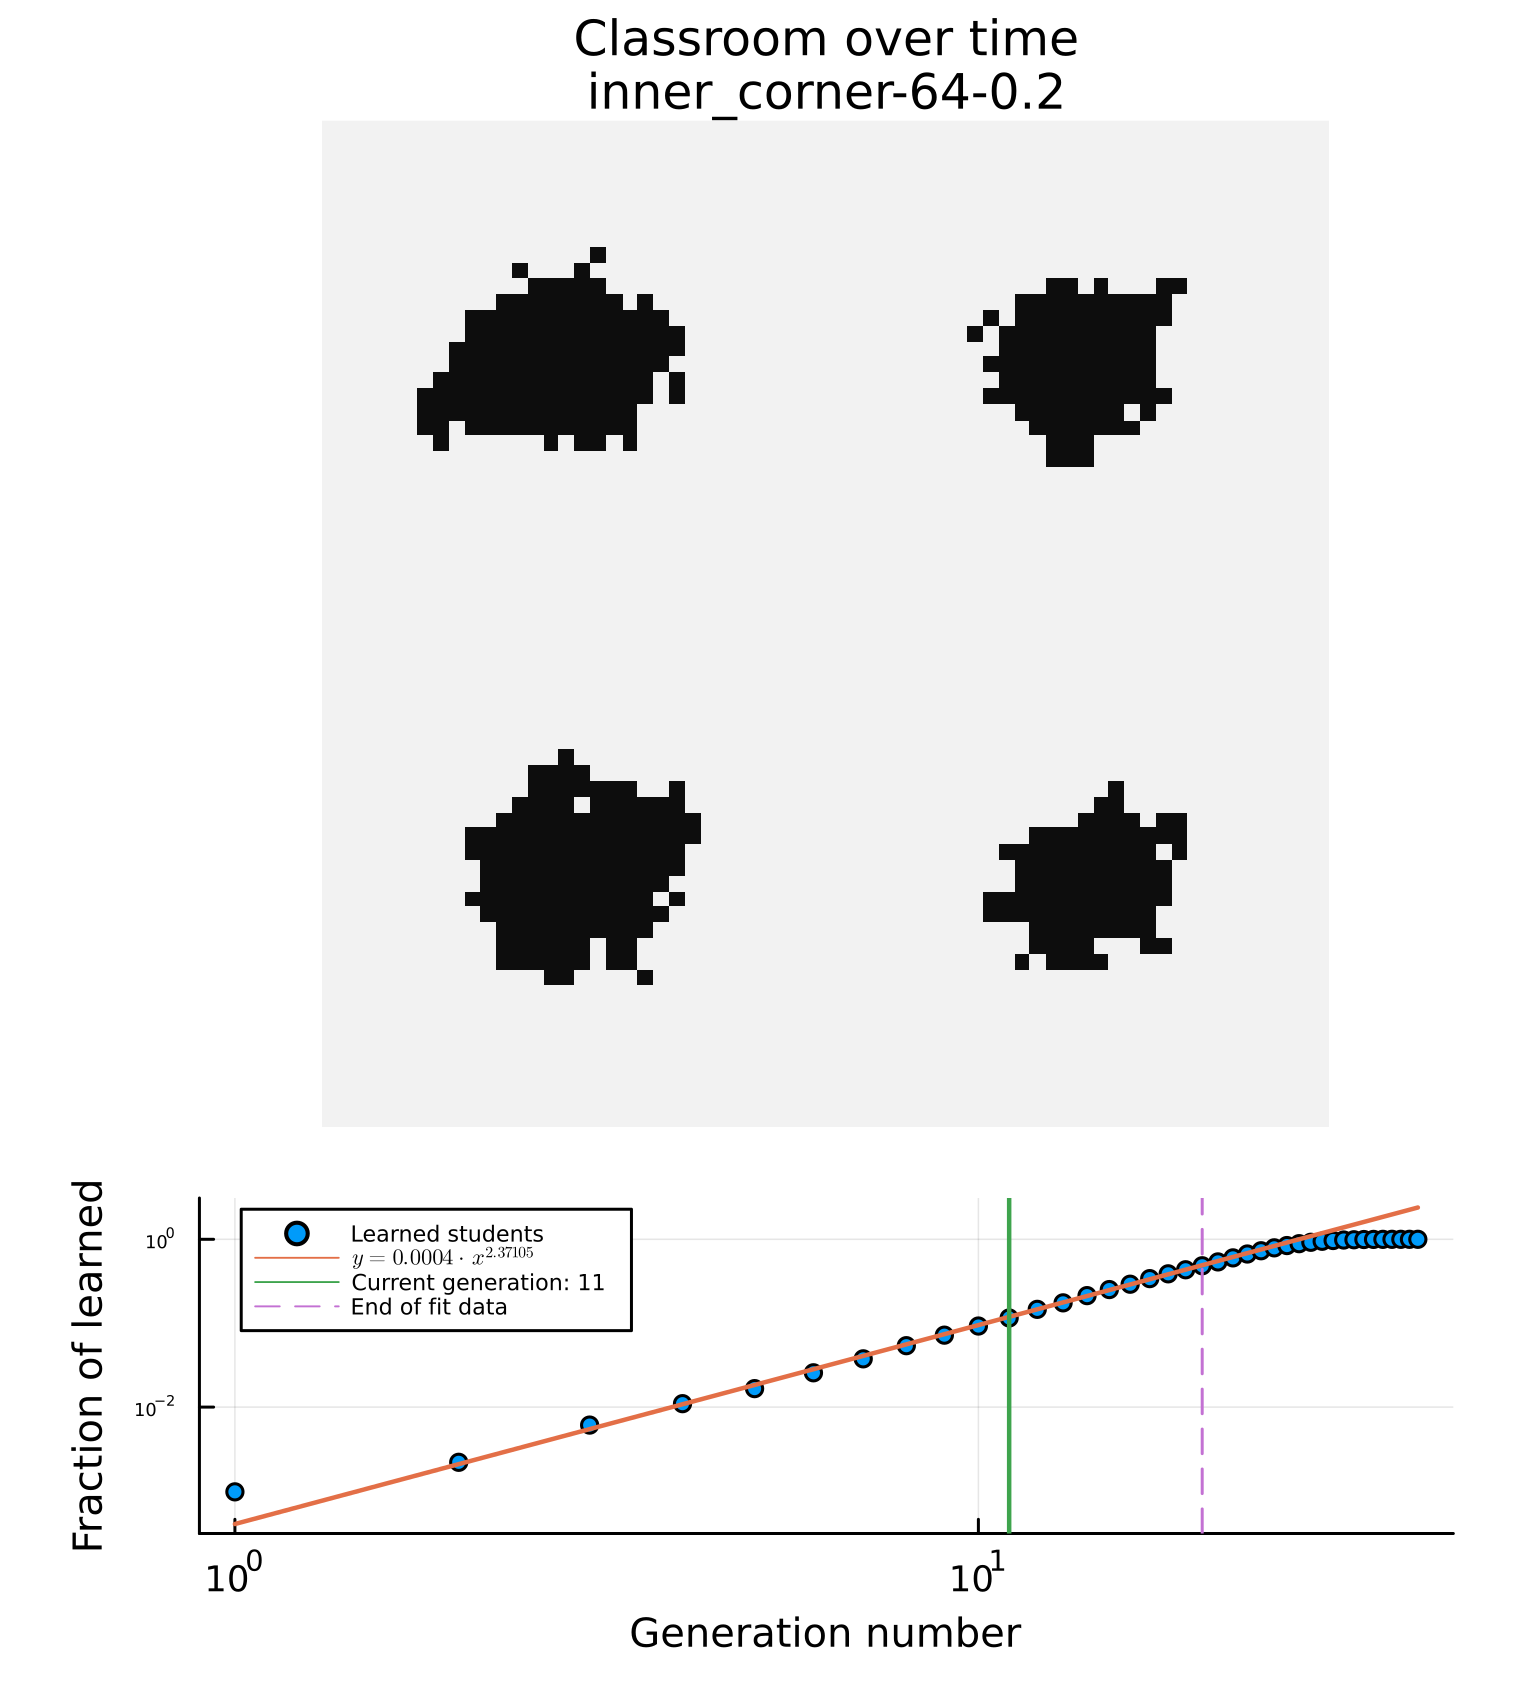 Classroom over time
inner_corner-64-0.2
Fraction of learned
10^0
10^-2
Learned students
y = 0.0004 · x^2.37105
Current generation: 11
End of fit data
10^0
10^1
Generation number